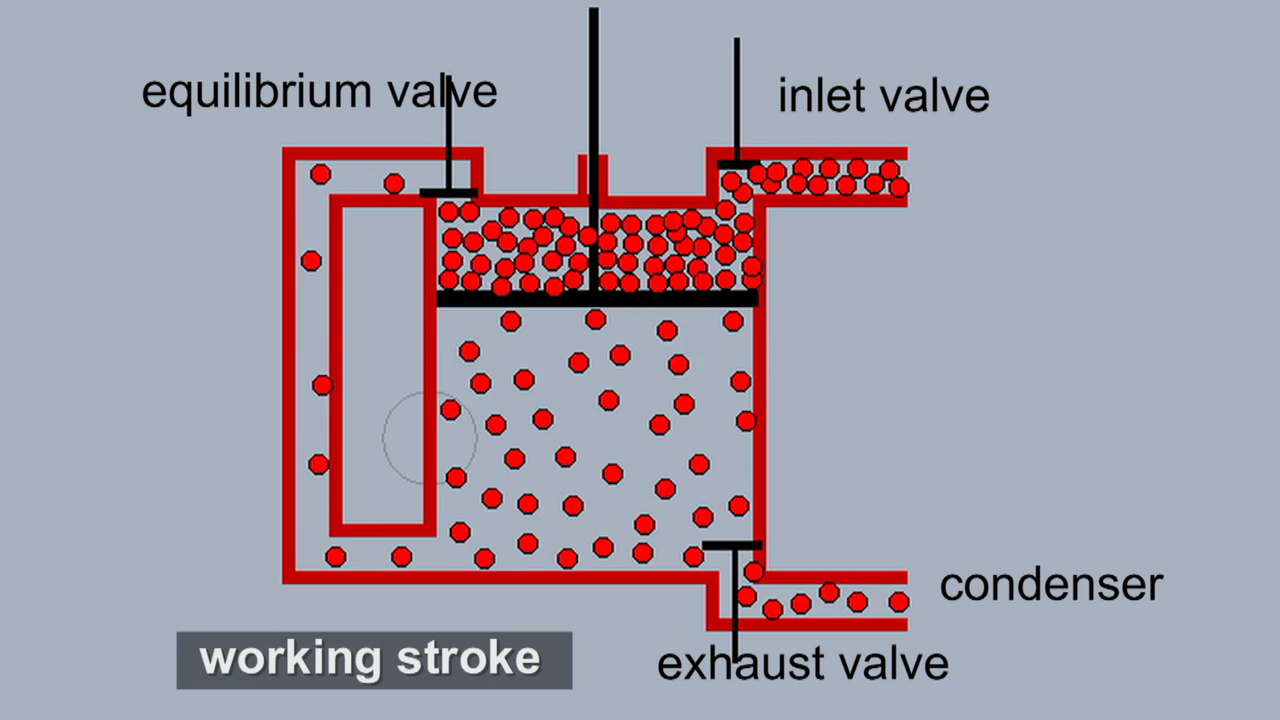 equilibrium valve
inlet valve
condenser
working stroke
exhaust valve